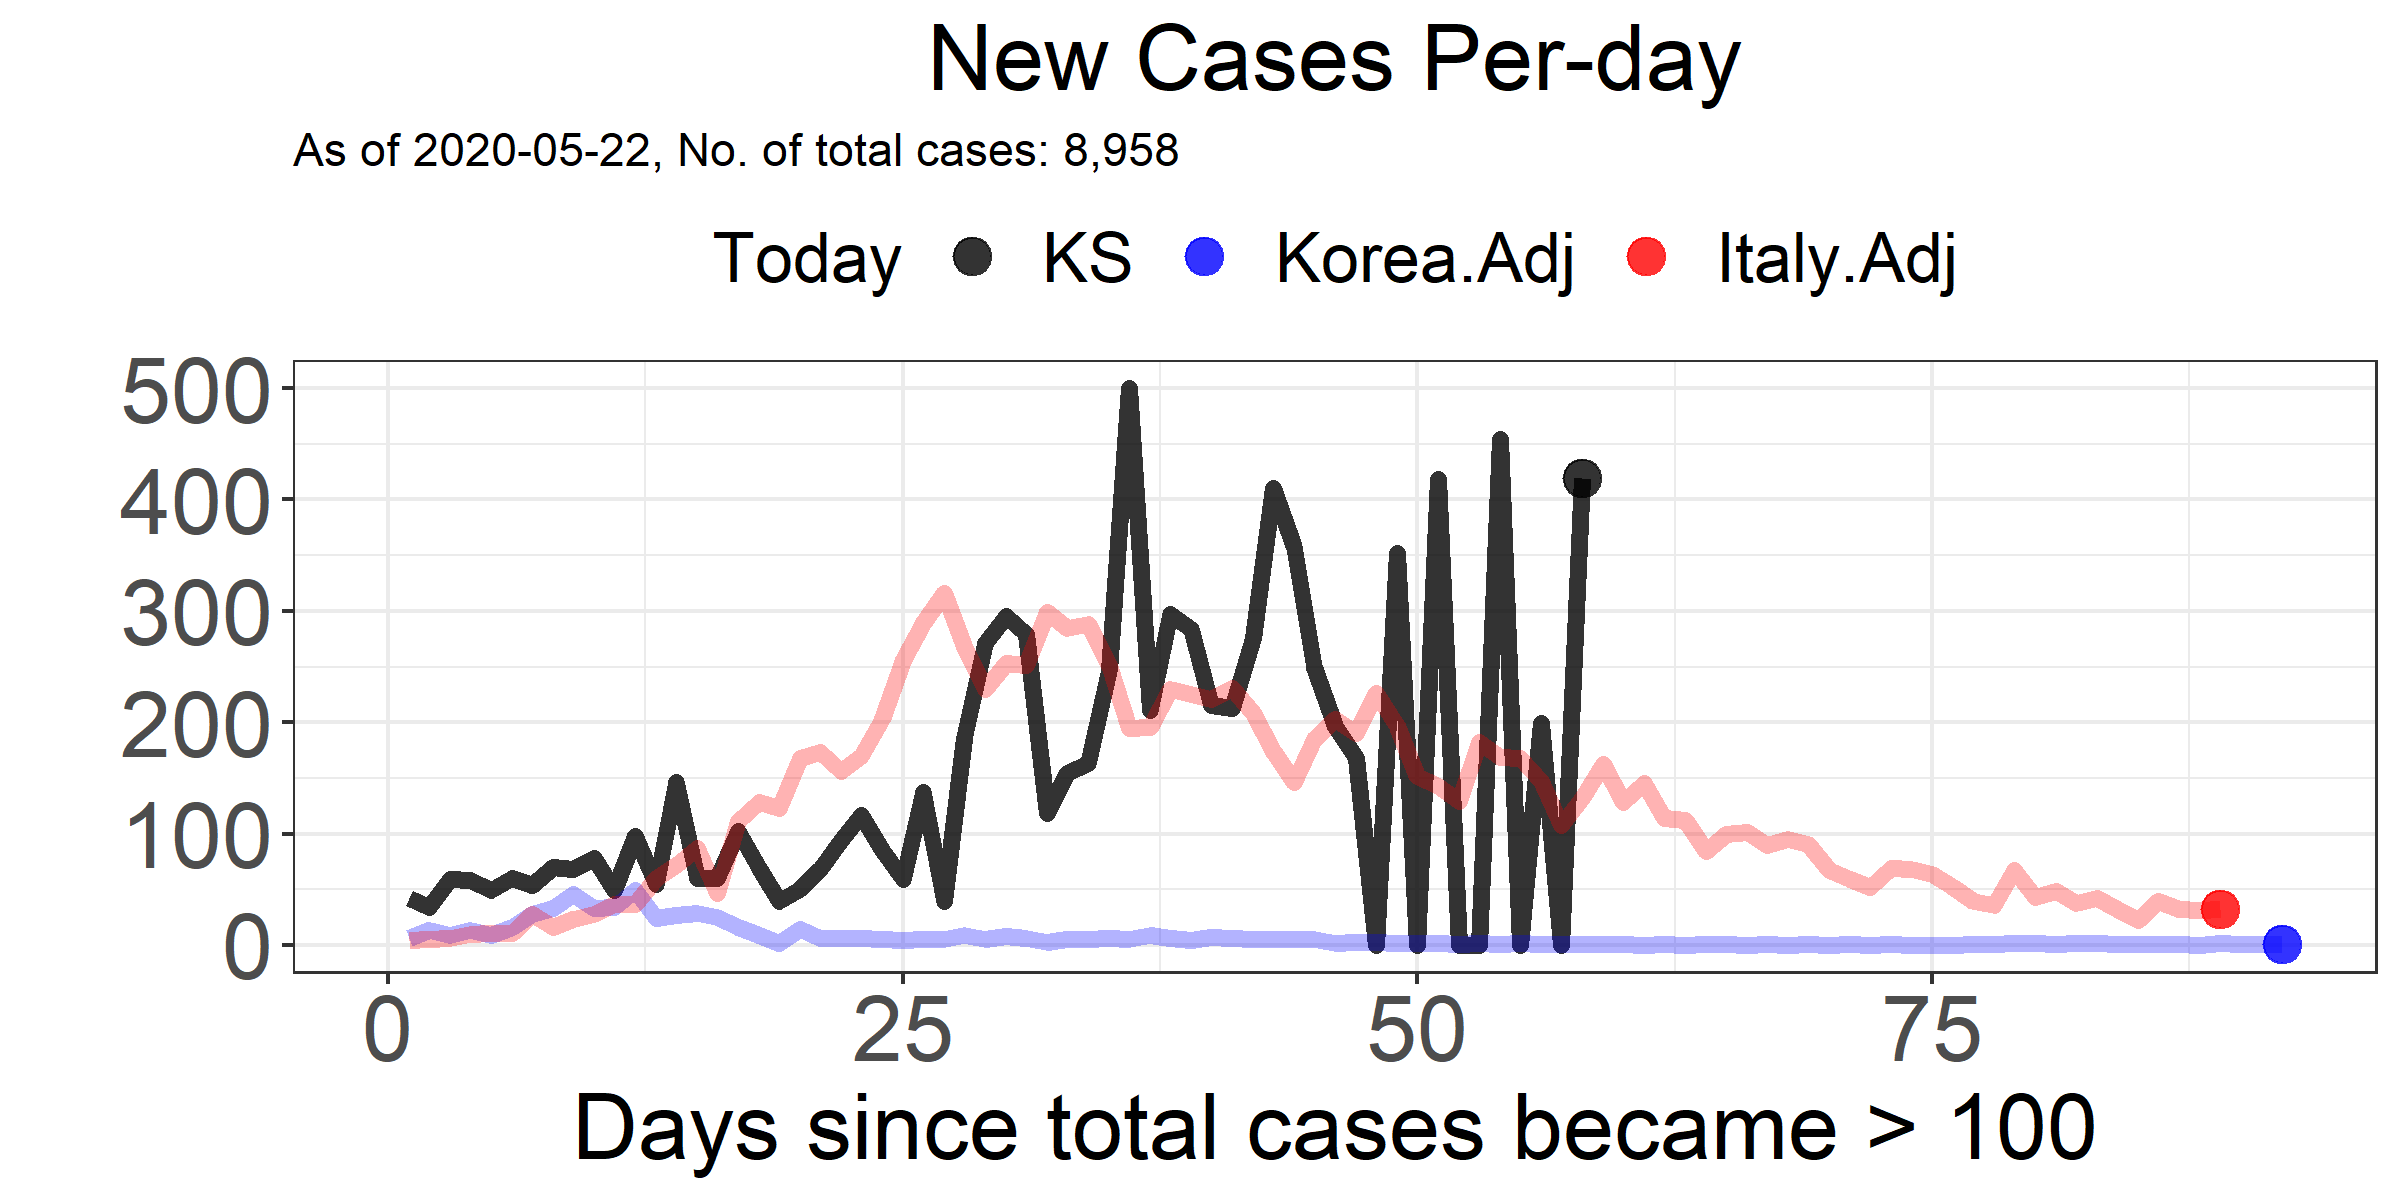 New Cases Per-day
As of 2020-05-22, No. of total cases: 8,958
Today KS Korea.Adj Italy.Adj
500
400
300
200
100
0
0 25 50 75
Days since total cases became > 100